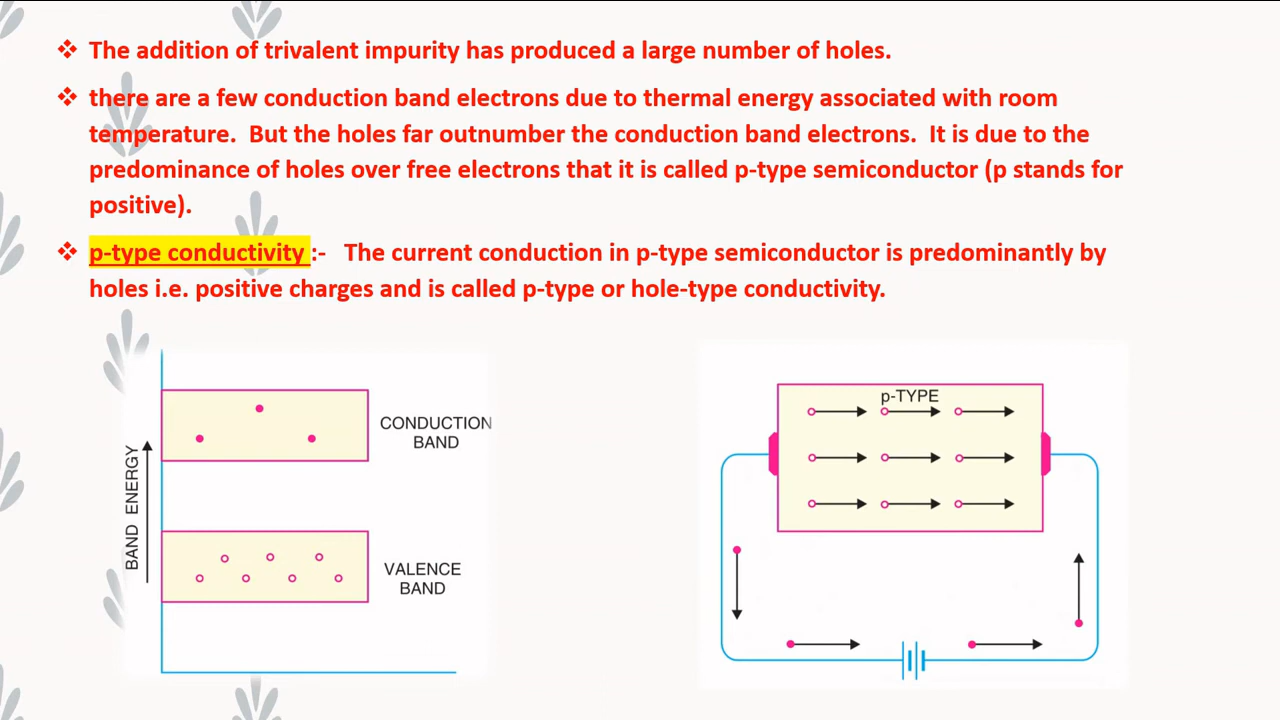 ❖ The addition of trivalent impurity has produced a large number of holes.
❖ there are a few conduction band electrons due to thermal energy associated with room
temperature.  But the holes far outnumber the conduction band electrons.  It is due to the
predominance of holes over free electrons that it is called p-type semiconductor (p stands for
positive).
❖ p-type conductivity :-   The current conduction in p-type semiconductor is predominantly by
holes i.e. positive charges and is called p-type or hole-type conductivity.
BAND ENERGY
CONDUCTION
BAND
VALENCE
BAND
p-TYPE